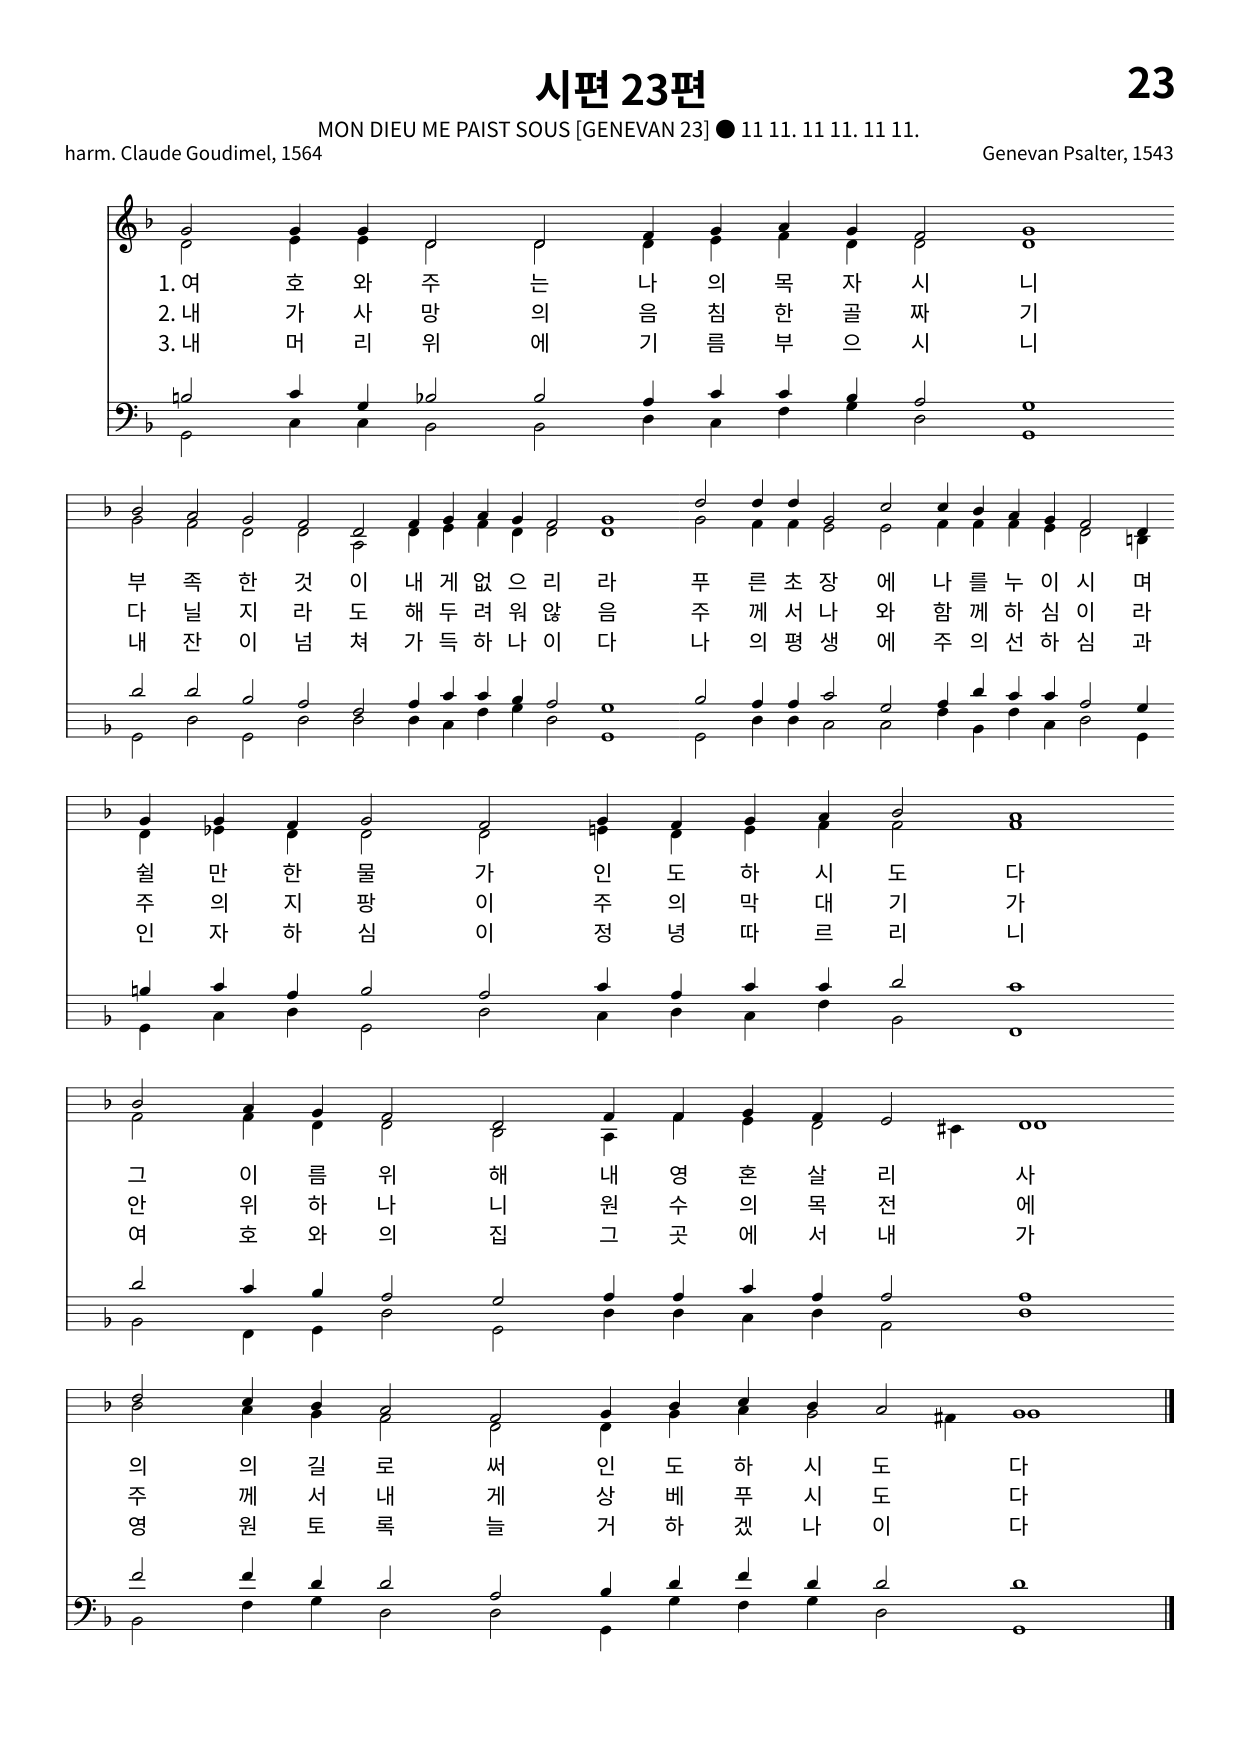 시편 23편
23
MON DIEU ME PAIST SOUS [GENEVAN 23] ● 11 11. 11 11. 11 11.
harm. Claude Goudimel, 1564
Genevan Psalter, 1543
1. 여 호 와 주 는 나 의 목 자 시 니
2. 내 가 사 망 의 음 침 한 골 짜 기
3. 내 머 리 위 에 기 름 부 으 시 니
부 족 한 것 이 내 게 없 으 리 라 푸 른 초 장 에 나 를 누 이 시 며
다 닐 지 라 도 해 두 려 워 않 음 주 께 서 나 와 함 께 하 심 이 라
내 잔 이 넘 쳐 가 득 하 나 이 다 나 의 평 생 에 주 의 선 하 심 과
쉴 만 한 물 가 인 도 하 시 도 다
주 의 지 팡 이 주 의 막 대 기 가
인 자 하 심 이 정 녕 따 르 리 니
그 이 름 위 해 내 영 혼 살 리 사
안 위 하 나 니 원 수 의 목 전 에
여 호 와 의 집 그 곳 에 서 내 가
의 의 길 로 써 인 도 하 시 도 다
주 께 서 내 게 상 베 푸 시 도 다
영 원 토 록 늘 거 하 겠 나 이 다